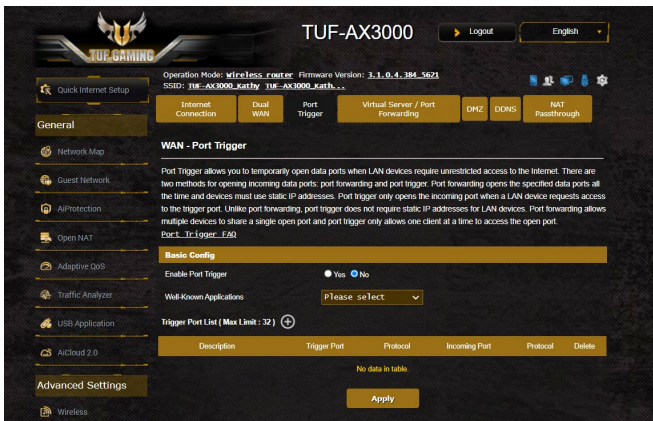 TUF GAMING
TUF-AX3000
Logout
English
Quick Internet Setup
Operation Mode: Wireless router Firmware Version: 3.1.0.4.384_5621
SSID: TUF-AX3000_Kathy TUF-AX3000_Kath...
Internet Connection
Dual WAN
Port Trigger
Virtual Server / Port Forwarding
DMZ
DDNS
NAT Passthrough
General
Network Map
Guest Network
AiProtection
Open NAT
Adaptive QoS
Traffic Analyzer
USB Application
AiCloud 2.0
Advanced Settings
Wireless
WAN - Port Trigger
Port Trigger allows you to temporarily open data ports when LAN devices require unrestricted access to the Internet. There are
two methods for opening incoming data ports: port forwarding and port trigger. Port forwarding opens the specified data ports all
the time and devices must use static IP addresses. Port trigger only opens the incoming port when a LAN device requests access
to the trigger port. Unlike port forwarding, port trigger does not require static IP addresses for LAN devices. Port forwarding allows
multiple devices to share a single open port and port trigger only allows one client at a time to access the open port.
Port Trigger FAQ
Basic Config
Enable Port Trigger Yes No
Well-Known Applications Please select
Trigger Port List ( Max Limit : 32 )
Description Trigger Port Protocol Incoming Port Protocol Delete
No data in table.
Apply